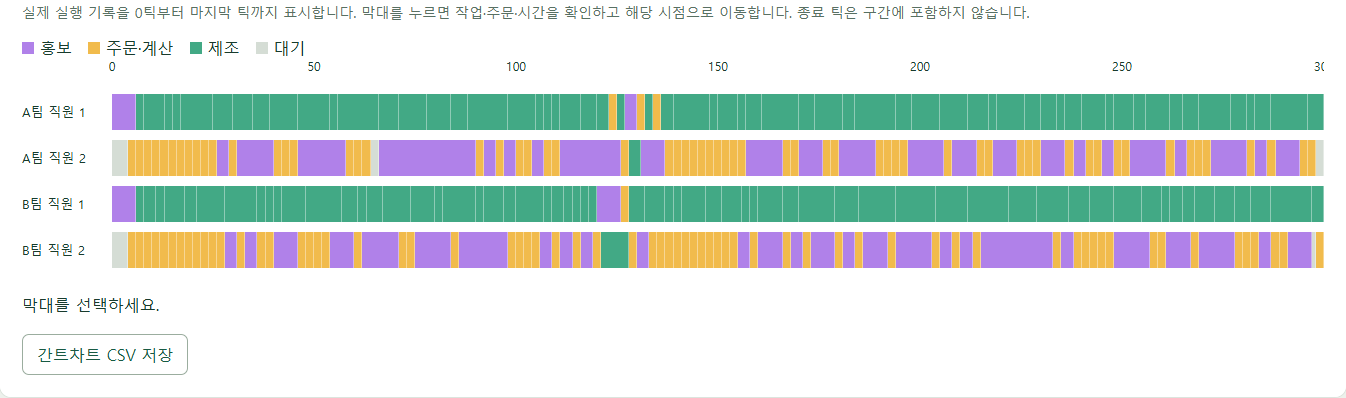 실제 실행 기록을 0틱부터 마지막 틱까지 표시합니다. 막대를 누르면 작업·주문·시간을 확인하고 해당 시점으로 이동합니다. 종료 틱은 구간에 포함하지 않습니다.
홍보 주문·계산 제조 대기
0 50 100 150 200 250 30
A팀 직원 1
A팀 직원 2
B팀 직원 1
B팀 직원 2
막대를 선택하세요.
간트차트 CSV 저장